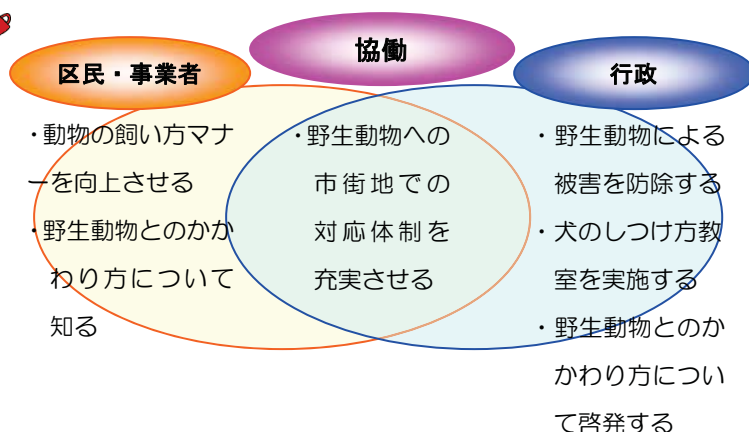 区民・事業者
・動物の飼い方マナ
ーを向上させる
・野生動物とのかか
わり方について
知る
協働
・野生動物への
市街地での
対応体制を
充実させる
行政
・野生動物による
被害を防除する
・犬のしつけ方教
室を実施する
・野生動物とのか
かわり方につい
て啓発する